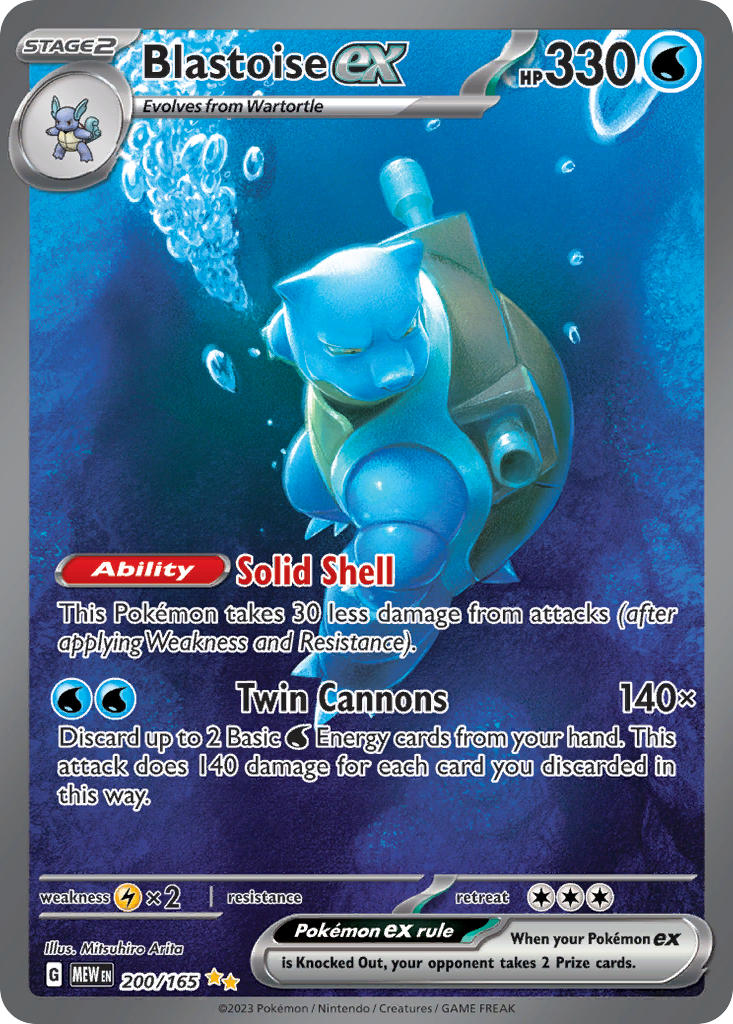 STAGE2
Blastoise ex
HP 330
Evolves from Wartortle
Ability Solid Shell
This Pokémon takes 30 less damage from attacks (after
applying Weakness and Resistance).
Twin Cannons 140×
Discard up to 2 Basic Energy cards from your hand. This
attack does 140 damage for each card you discarded in
this way.
weakness ×2 resistance retreat
Pokémon ex rule When your Pokémon ex
is Knocked Out, your opponent takes 2 Prize cards.
Illus. Mitsuhiro Arita
G MEW EN 200/165
©2023 Pokémon / Nintendo / Creatures / GAME FREAK